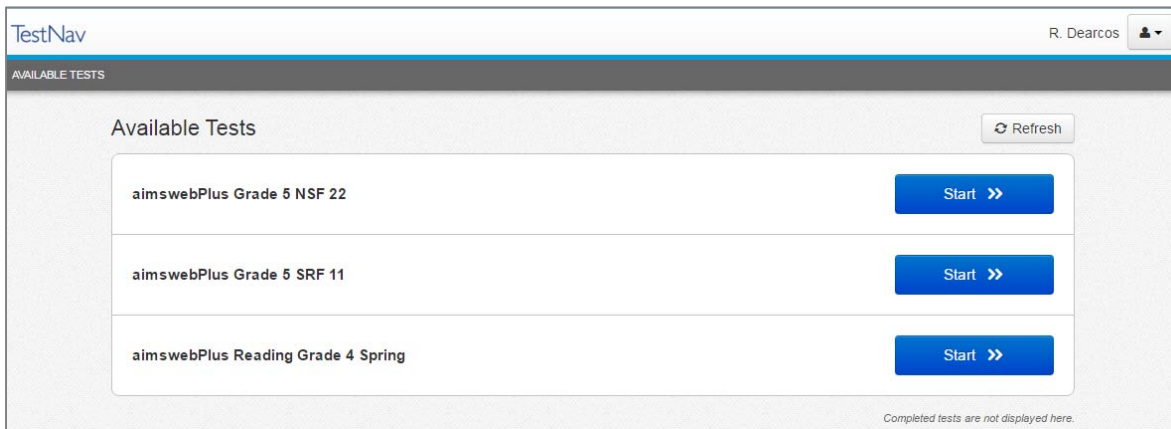 TestNav
R. Dearcos
AVAILABLE TESTS
Available Tests
Refresh
aimswebPlus Grade 5 NSF 22
Start
aimswebPlus Grade 5 SRF 11
Start
aimswebPlus Reading Grade 4 Spring
Start
Completed tests are not displayed here.